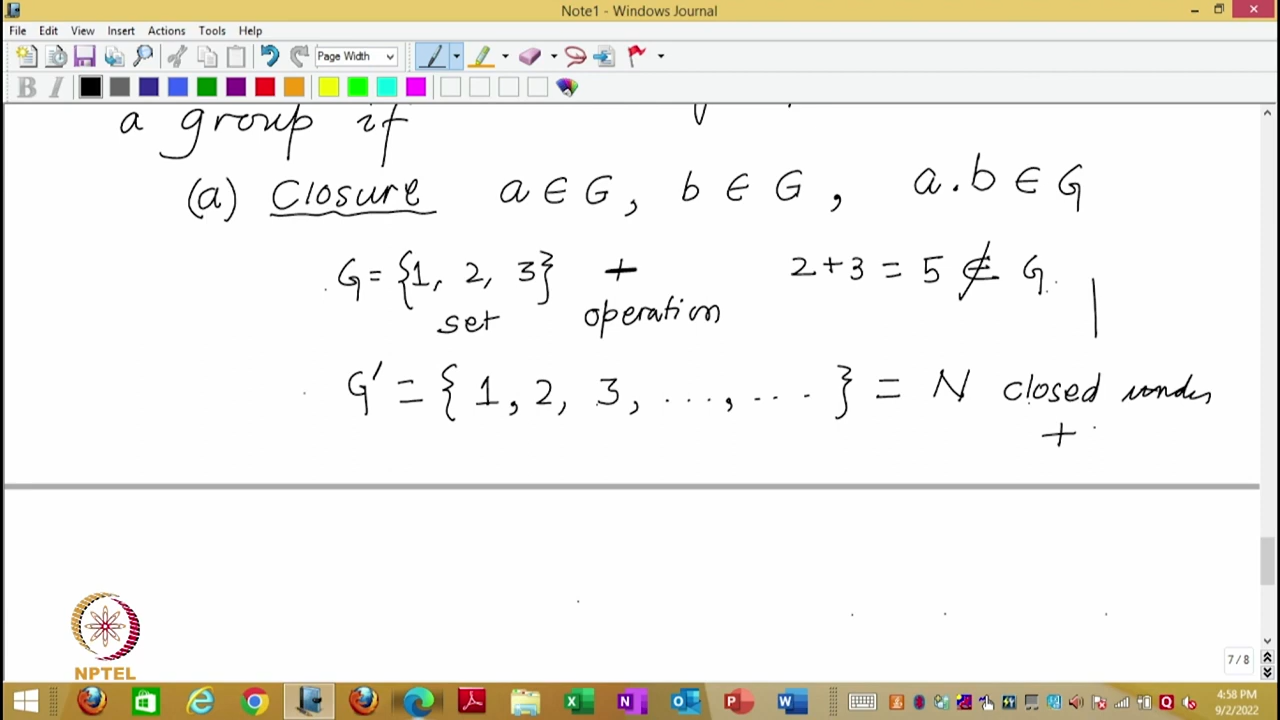 Note1 - Windows Journal
File Edit View Insert Actions Tools Help
Page Width
B I
a group if
(a) Closure a ∈ G, b ∈ G, a.b ∈ G
G = {1, 2, 3} + 2+3 = 5 ∉ G
set operation
G' = {1, 2, 3, ..., ...} = N closed under
+
7 / 8
NPTEL
4:58 PM
9/2/2022